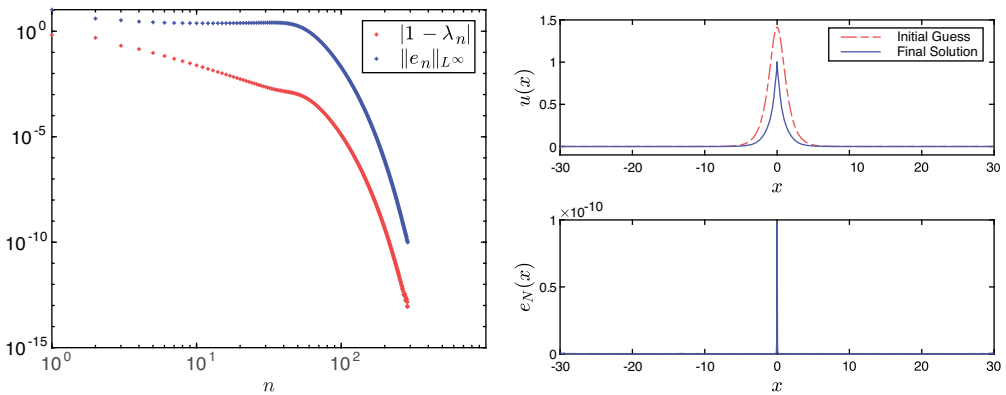 10^0
10^-5
10^-10
10^-15
10^0 10^1 10^2
n
|1 − λ_n|
‖e_n‖_{L^∞}
1.5
1.0
0.5
0
u(x)
Initial Guess
Final Solution
-30 -20 -10 0 10 20 30
x
×10^-10
1
0.5
0
e_N(x)
-30 -20 -10 0 10 20 30
x